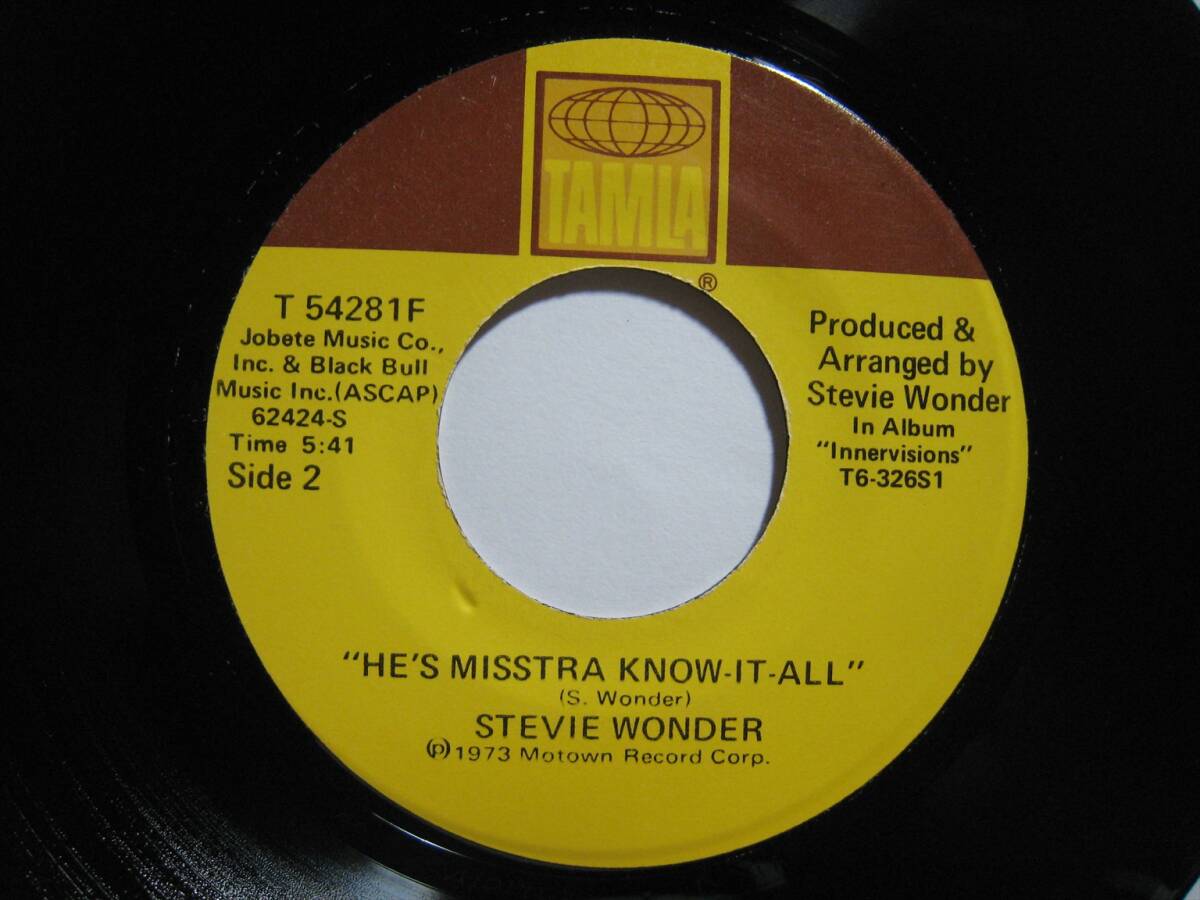 TAMLA
®
T 54281F
Jobete Music Co.,
Inc. & Black Bull
Music Inc.(ASCAP)
62424-S
Time 5:41
Side 2
Produced &
Arranged by
Stevie Wonder
In Album
"Innervisions"
T6-326S1
"HE'S MISSTRA KNOW-IT-ALL"
(S. Wonder)
STEVIE WONDER
℗1973 Motown Record Corp.